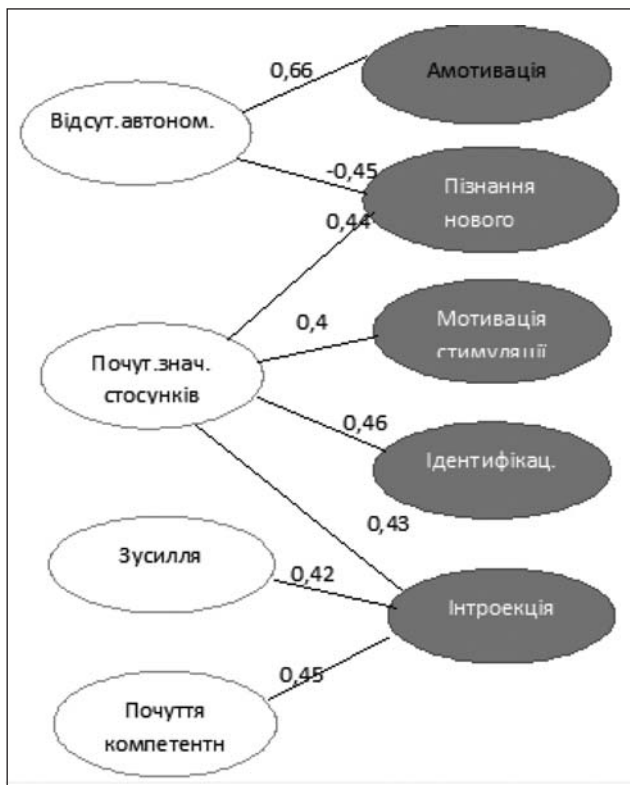 0,66
Амотивація
Відсут.автоном.
-0,45
Пізнання
нового
0,44
0,4
Мотивація
стимуляції
Почут.знач.
стосунків
0,46
Ідентифікац.
0,43
Зусилля
0,42
Інтроекція
0,45
Почуття
компетентн